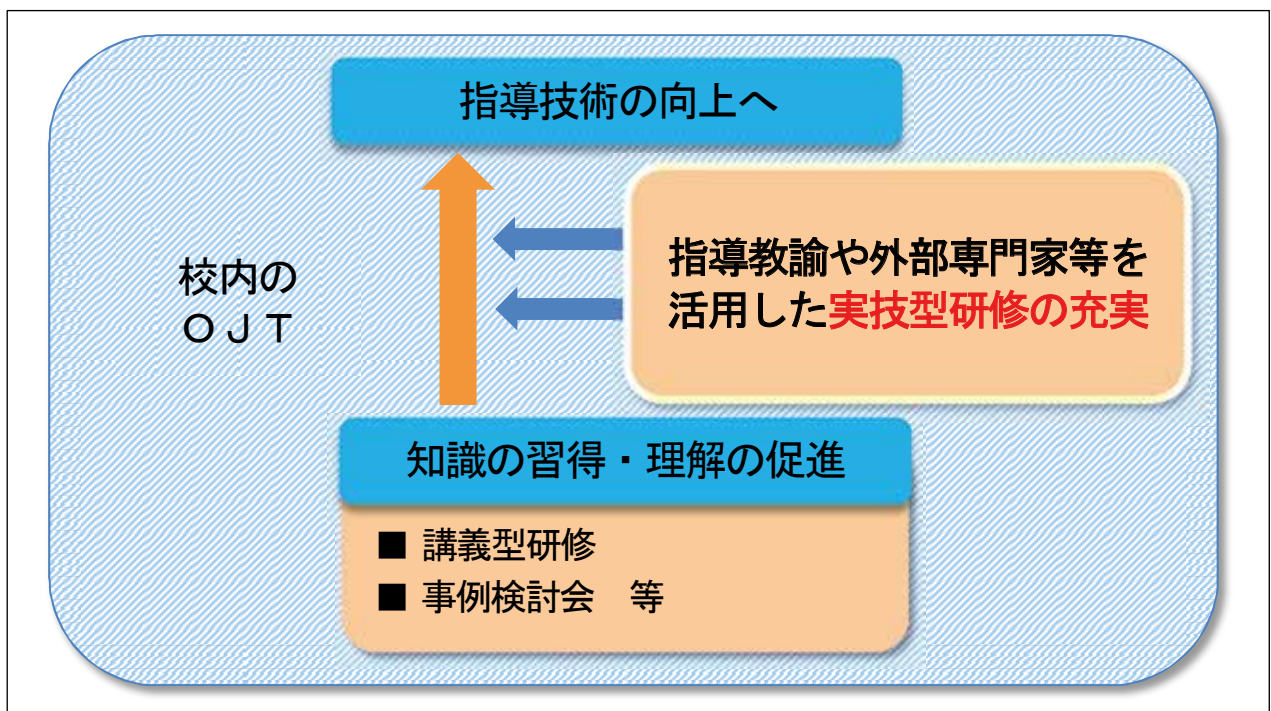 指導技術の向上へ
指導教諭や外部専門家等を
活用した実技型研修の充実
校内の
ＯＪＴ
知識の習得・理解の促進
■ 講義型研修
■ 事例検討会　等